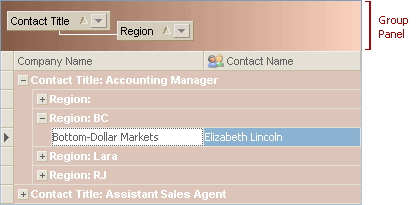 Contact Title
Region
Group
Panel
Company Name
Contact Name
Contact Title: Accounting Manager
Region:
Region: BC
Bottom-Dollar Markets
Elizabeth Lincoln
Region: Lara
Region: RJ
Contact Title: Assistant Sales Agent